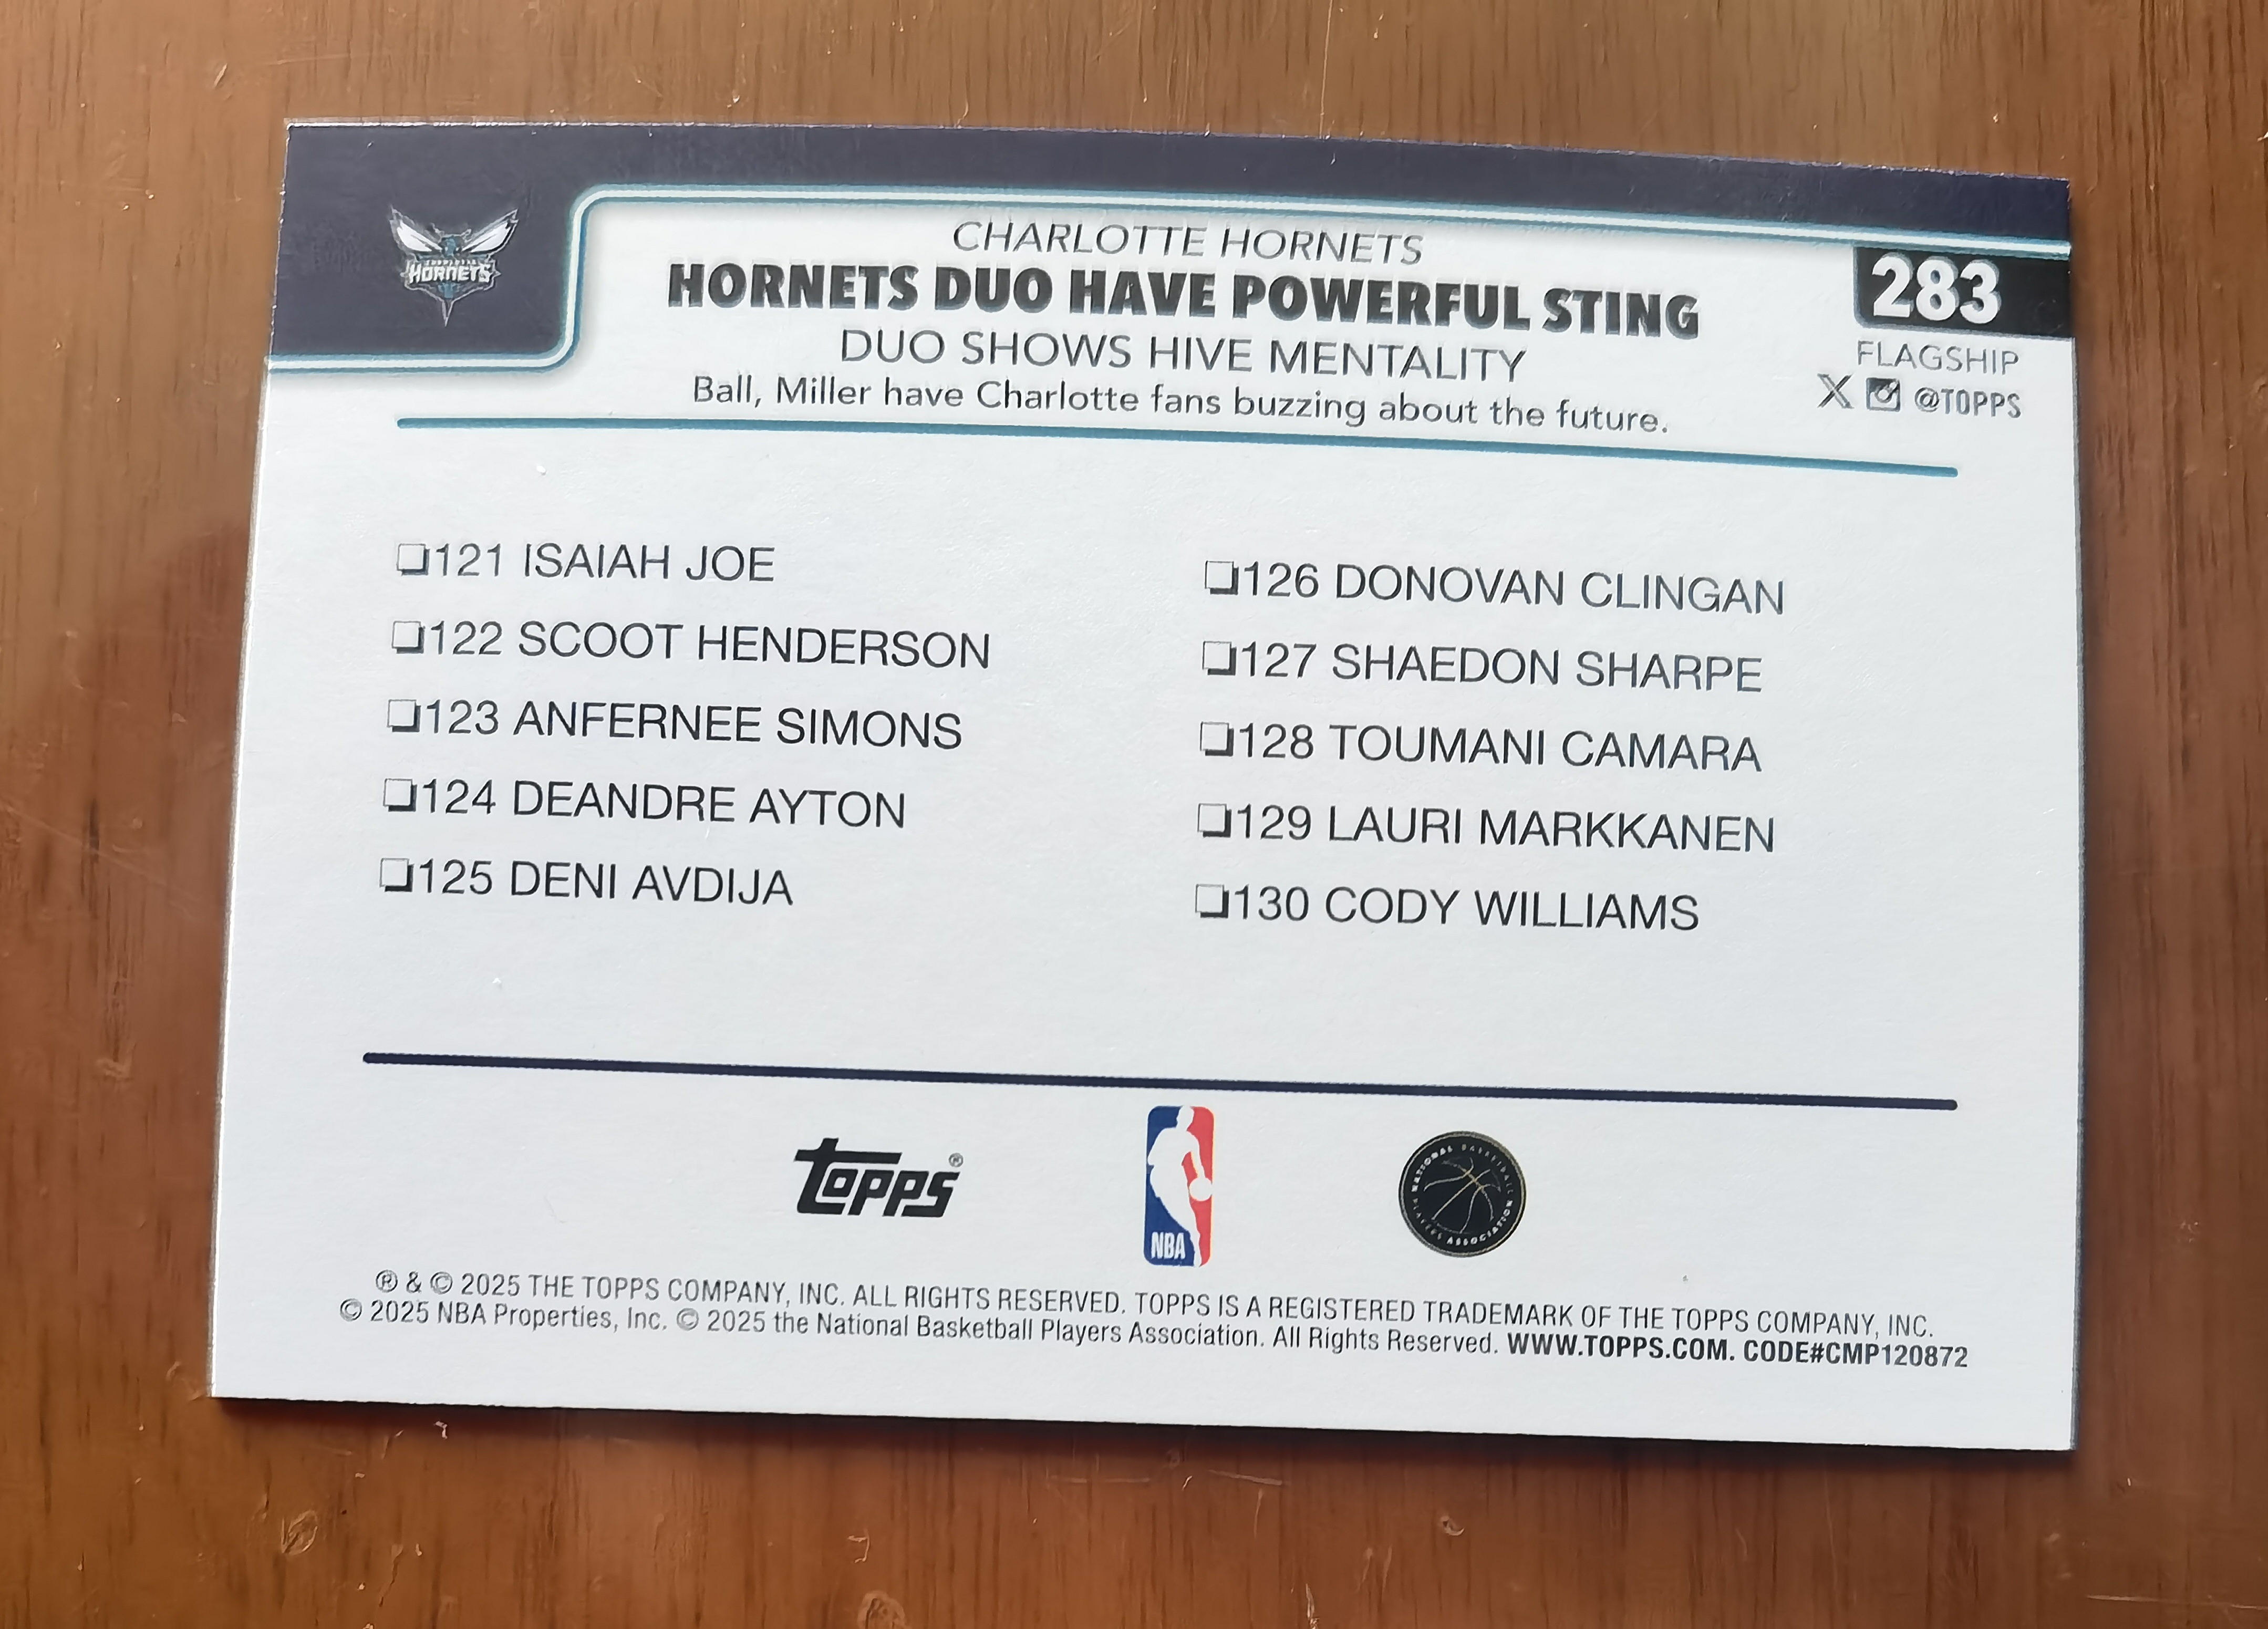 CHARLOTTE HORNETS
HORNETS DUO HAVE POWERFUL STING
DUO SHOWS HIVE MENTALITY
Ball, Miller have Charlotte fans buzzing about the future.
HORNETS
283
FLAGSHIP
@TOPPS
❏121 ISAIAH JOE
❏122 SCOOT HENDERSON
❏123 ANFERNEE SIMONS
❏124 DEANDRE AYTON
❏125 DENI AVDIJA
❏126 DONOVAN CLINGAN
❏127 SHAEDON SHARPE
❏128 TOUMANI CAMARA
❏129 LAURI MARKKANEN
❏130 CODY WILLIAMS
TOPPS®
NBA
NATIONAL BASKETBALL PLAYERS ASSOCIATION
® & © 2025 THE TOPPS COMPANY, INC. ALL RIGHTS RESERVED. TOPPS IS A REGISTERED TRADEMARK OF THE TOPPS COMPANY, INC.
© 2025 NBA Properties, Inc. © 2025 the National Basketball Players Association. All Rights Reserved. WWW.TOPPS.COM. CODE#CMP120872